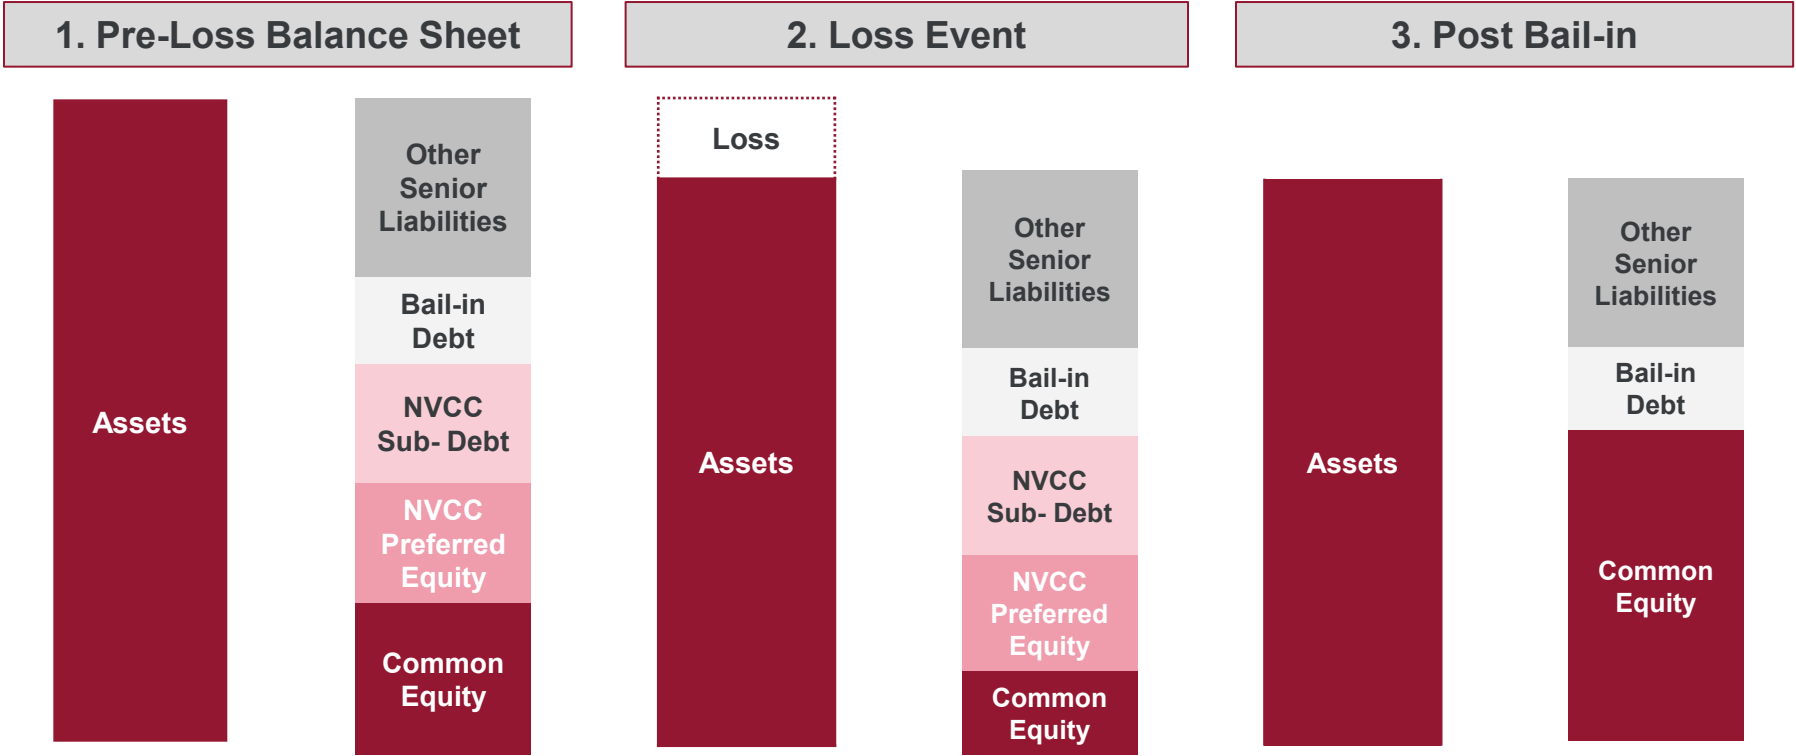 1. Pre-Loss Balance Sheet
Assets
Other
Senior
Liabilities
Bail-in
Debt
NVCC
Sub- Debt
NVCC
Preferred
Equity
Common
Equity
2. Loss Event
Loss
Assets
Other
Senior
Liabilities
Bail-in
Debt
NVCC
Sub- Debt
NVCC
Preferred
Equity
Common
Equity
3. Post Bail-in
Assets
Other
Senior
Liabilities
Bail-in
Debt
Common
Equity